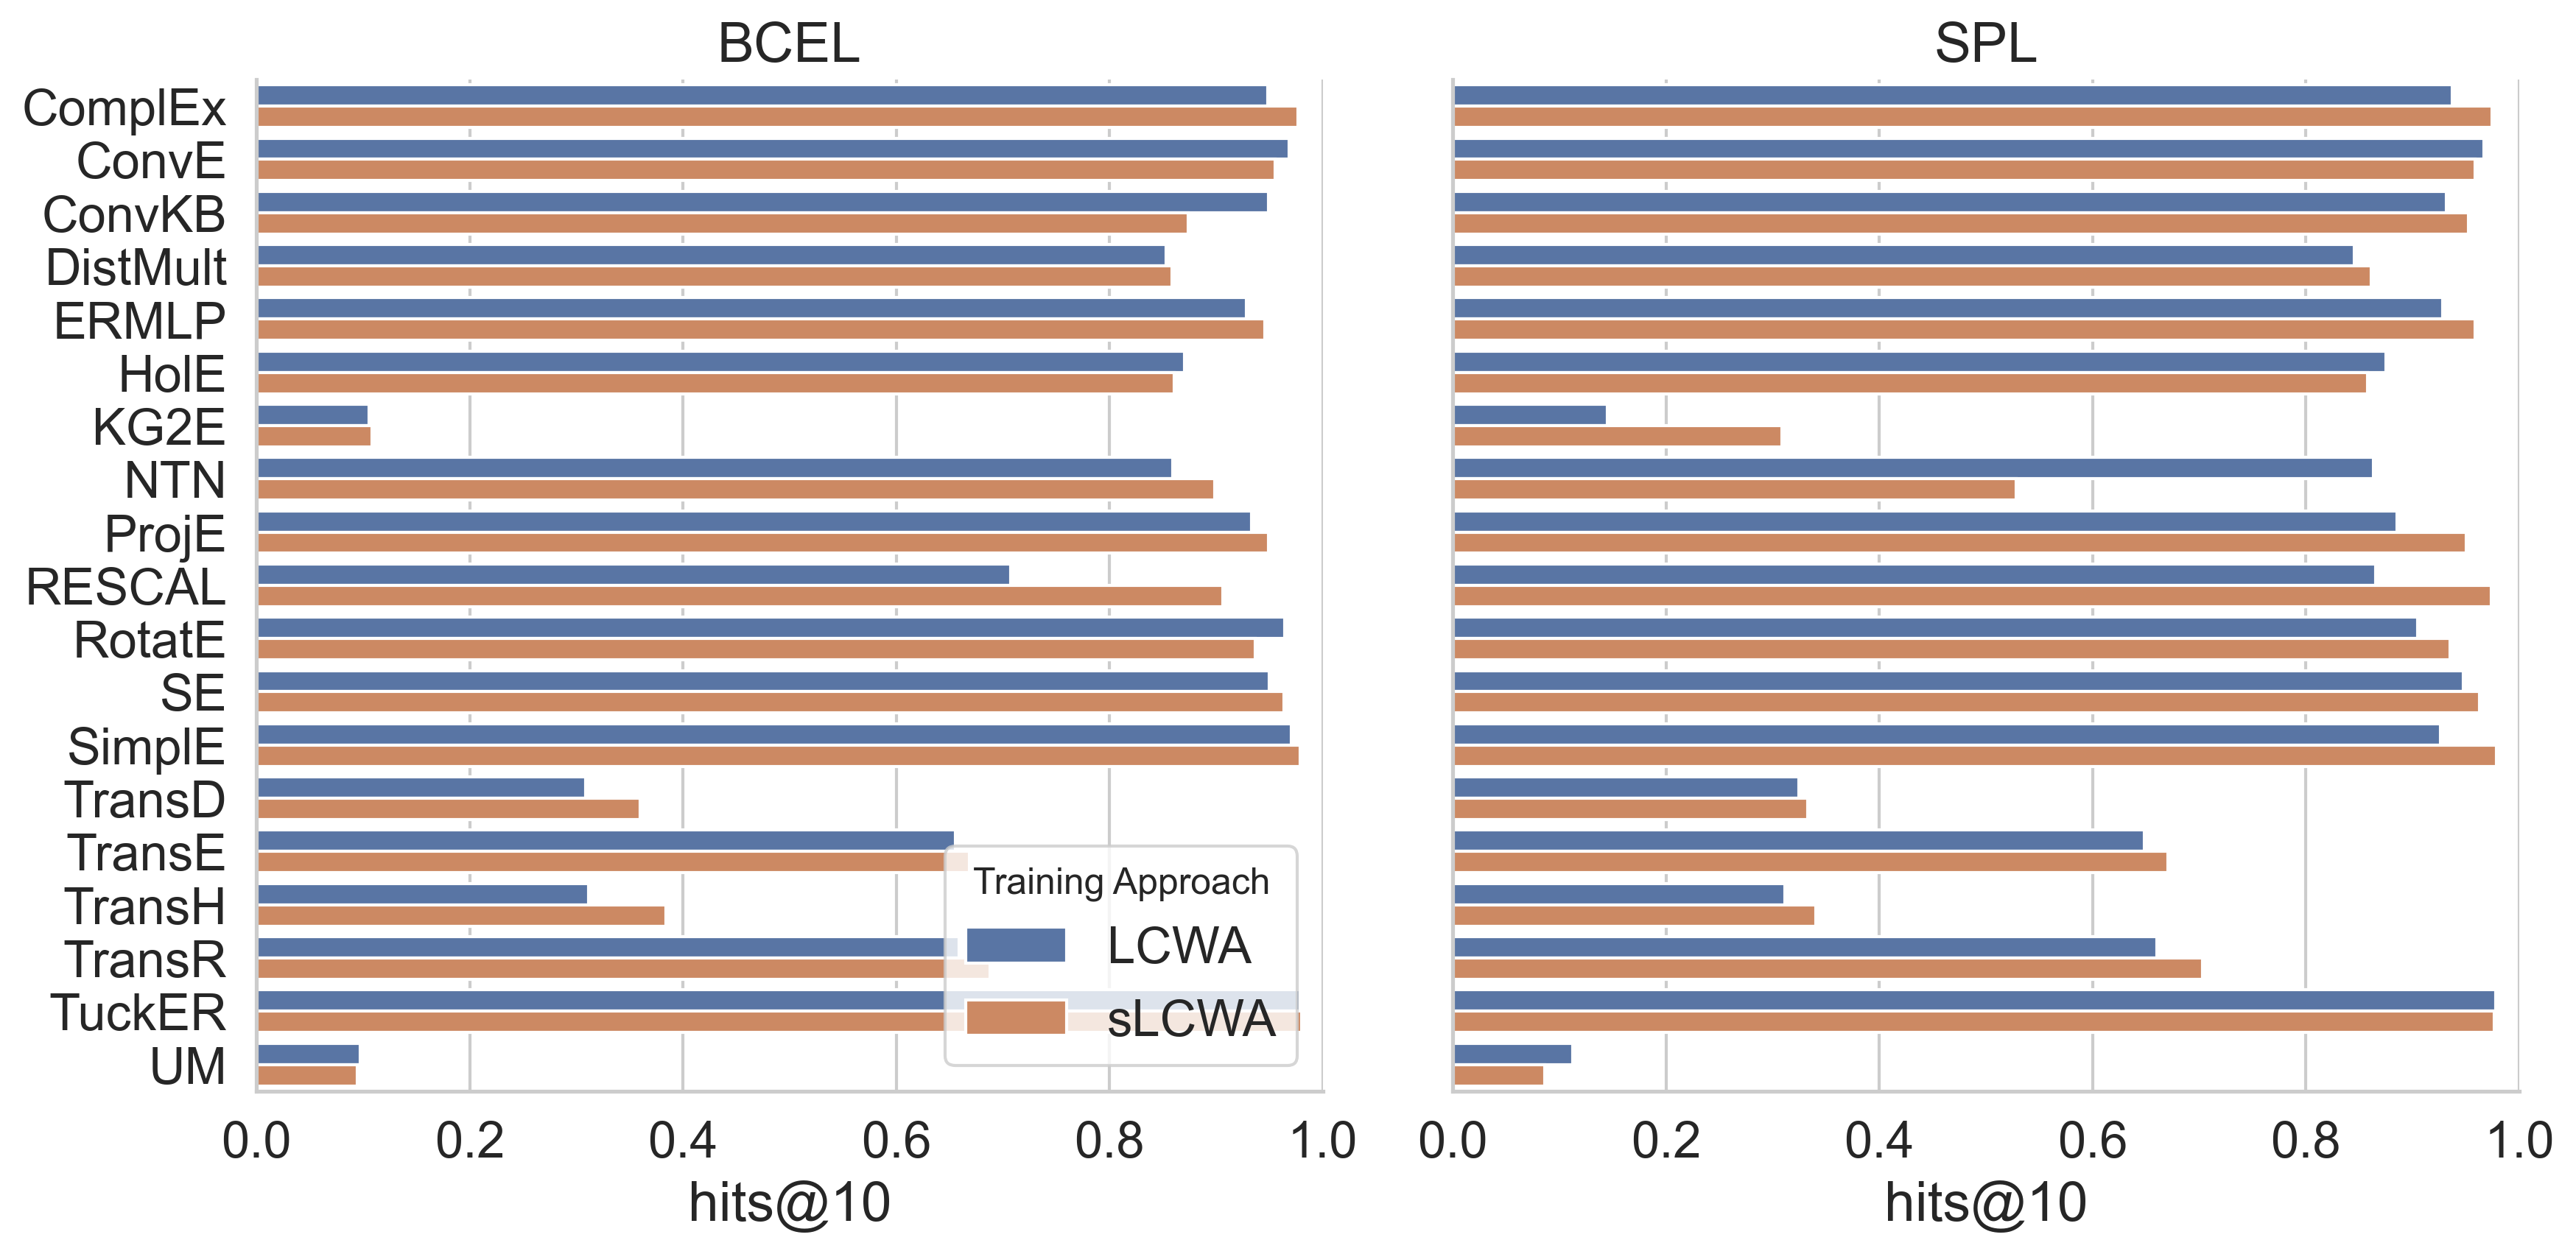 BCEL
SPL
ComplEx
ConvE
ConvKB
DistMult
ERMLP
HolE
KG2E
NTN
ProjE
RESCAL
RotatE
SE
SimplE
TransD
TransE
TransH
TransR
TuckER
UM
Training Approach
LCWA
sLCWA
0.0 0.2 0.4 0.6 0.8 1.0
0.0 0.2 0.4 0.6 0.8 1.0
hits@10
hits@10